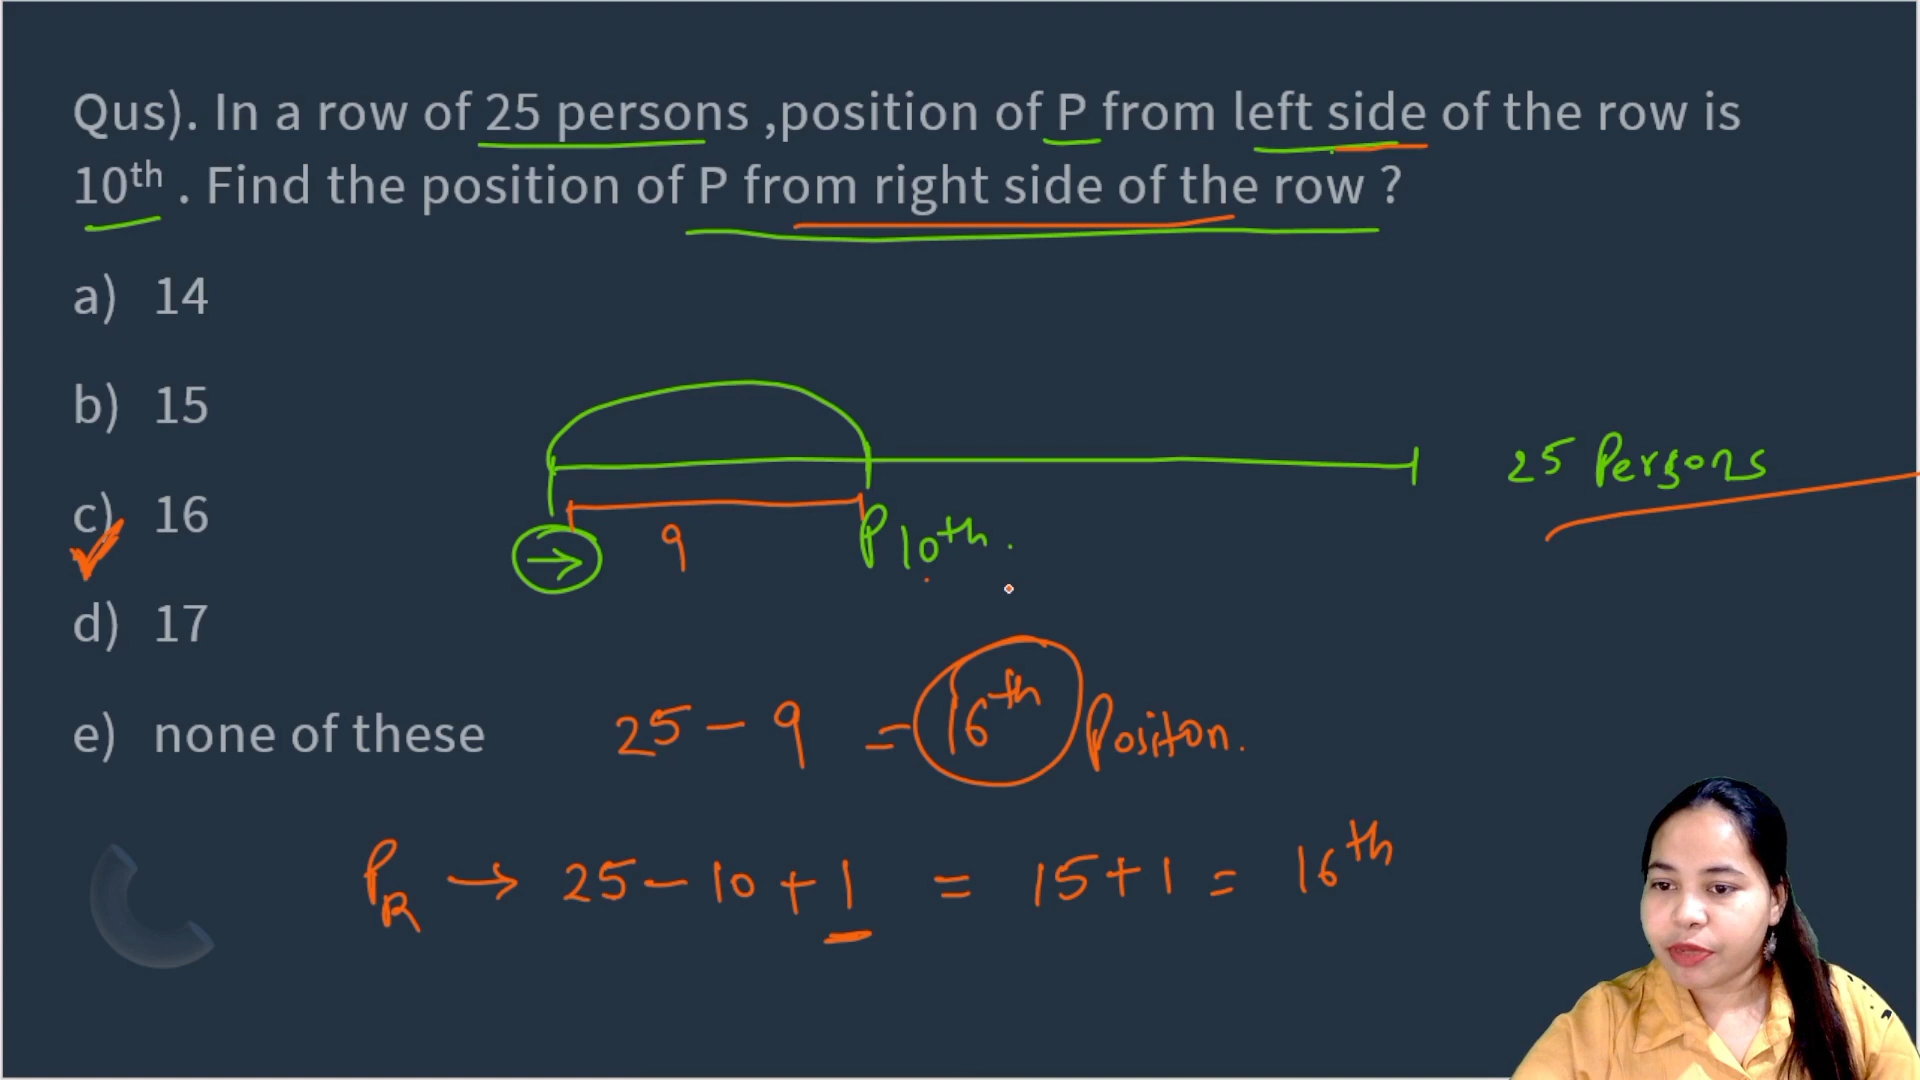 Qus). In a row of 25 persons ,position of P from left side of the row is
10th . Find the position of P from right side of the row ?
a) 14
b) 15
c) 16
d) 17
e) none of these
25 Persons
9
P 10th.
25 - 9 = 16th Positon.
PR → 25 - 10 + 1 = 15 + 1 = 16th